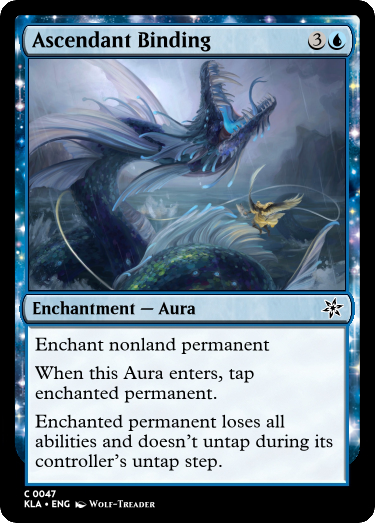 Ascendant Binding 3
Enchantment — Aura
Enchant nonland permanent
When this Aura enters, tap
enchanted permanent.
Enchanted permanent loses all
abilities and doesn't untap during its
controller's untap step.
C 0047
KLA • ENG Wolf-Treader